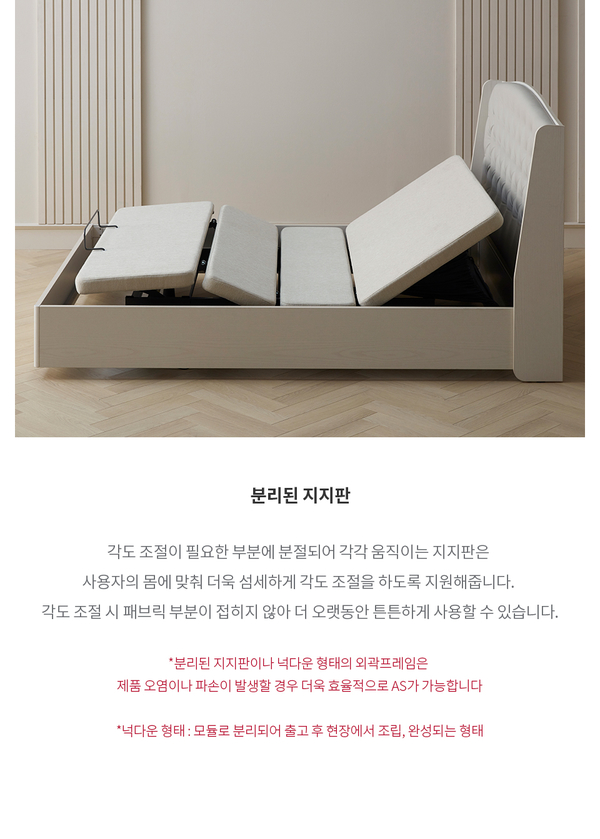 분리된 지지판
각도 조절이 필요한 부분에 분절되어 각각 움직이는 지지판은
사용자의 몸에 맞춰 더욱 섬세하게 각도 조절을 하도록 지원해줍니다.
각도 조절 시 패브릭 부분이 접히지 않아 더 오랫동안 튼튼하게 사용할 수 있습니다.
*분리된 지지판이나 넉다운 형태의 외곽프레임은
제품 오염이나 파손이 발생할 경우 더욱 효율적으로 AS가 가능합니다
*넉다운 형태 : 모듈로 분리되어 출고 후 현장에서 조립, 완성되는 형태